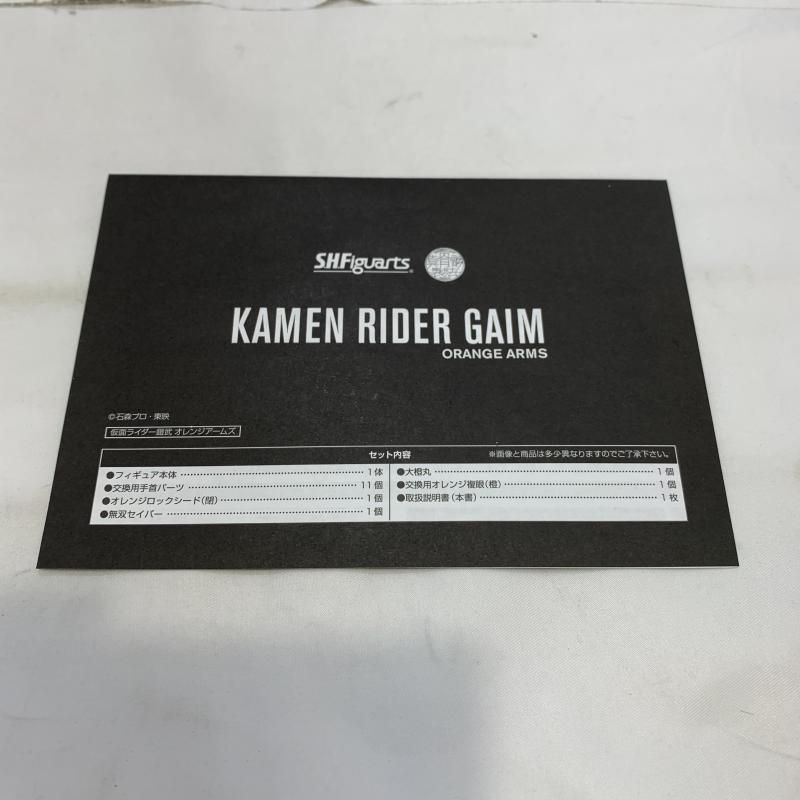 S.H.Figuarts
真骨彫製法
KAMEN RIDER GAIM
ORANGE ARMS
©石森プロ・東映
仮面ライダー鎧武 オレンジアームズ
セット内容 ※画像と商品は多少異なりますのでご了承下さい。
●フィギュア本体 1体
●交換用手首パーツ 11個
●オレンジロックシード(閉) 1個
●無双セイバー 1個
●大橙丸 1個
●交換用オレンジ複眼(橙) 1個
●取扱説明書(本書) 1枚